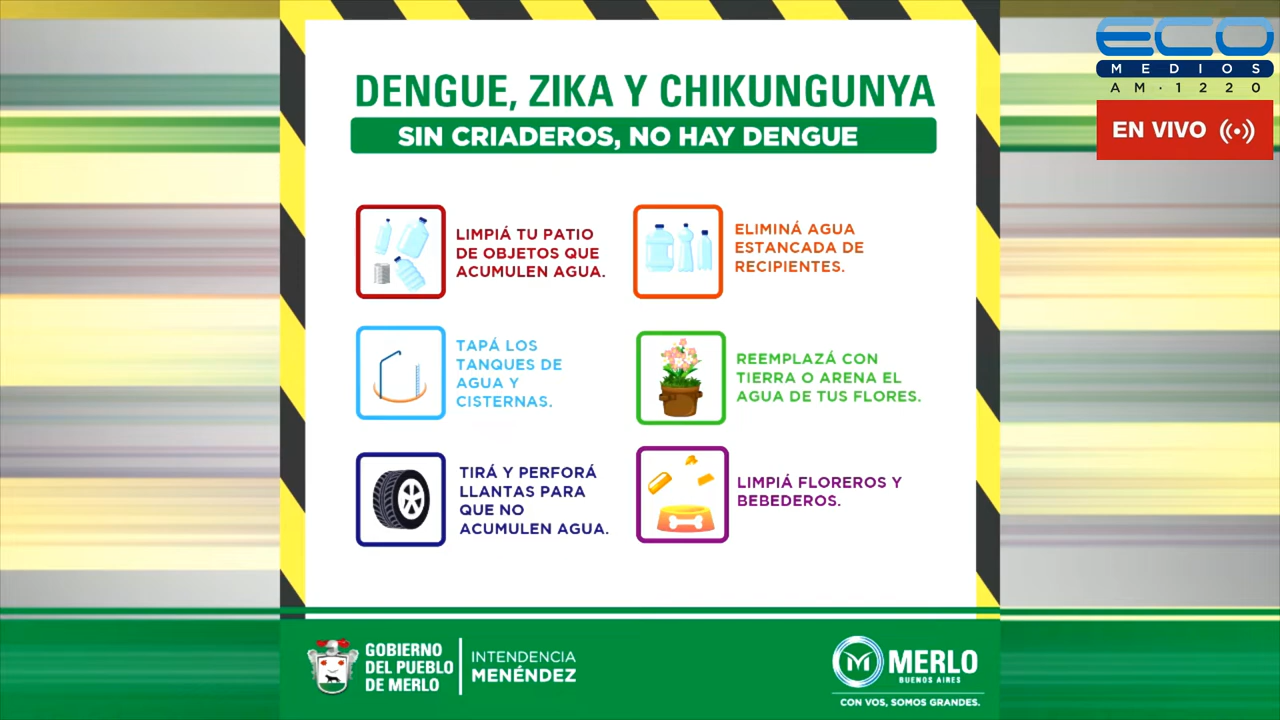 ECO
MEDIOS
AM·1220
EN VIVO
DENGUE, ZIKA Y CHIKUNGUNYA
SIN CRIADEROS, NO HAY DENGUE
LIMPIÁ TU PATIO
DE OBJETOS QUE
ACUMULEN AGUA.
ELIMINÁ AGUA
ESTANCADA DE
RECIPIENTES.
TAPÁ LOS
TANQUES DE
AGUA Y
CISTERNAS.
REEMPLAZÁ CON
TIERRA O ARENA EL
AGUA DE TUS FLORES.
TIRÁ Y PERFORÁ
LLANTAS PARA
QUE NO
ACUMULEN AGUA.
LIMPIÁ FLOREROS Y
BEBEDEROS.
GOBIERNO
DEL PUEBLO
DE MERLO
INTENDENCIA
MENÉNDEZ
MERLO
BUENOS AIRES
CON VOS, SOMOS GRANDES.